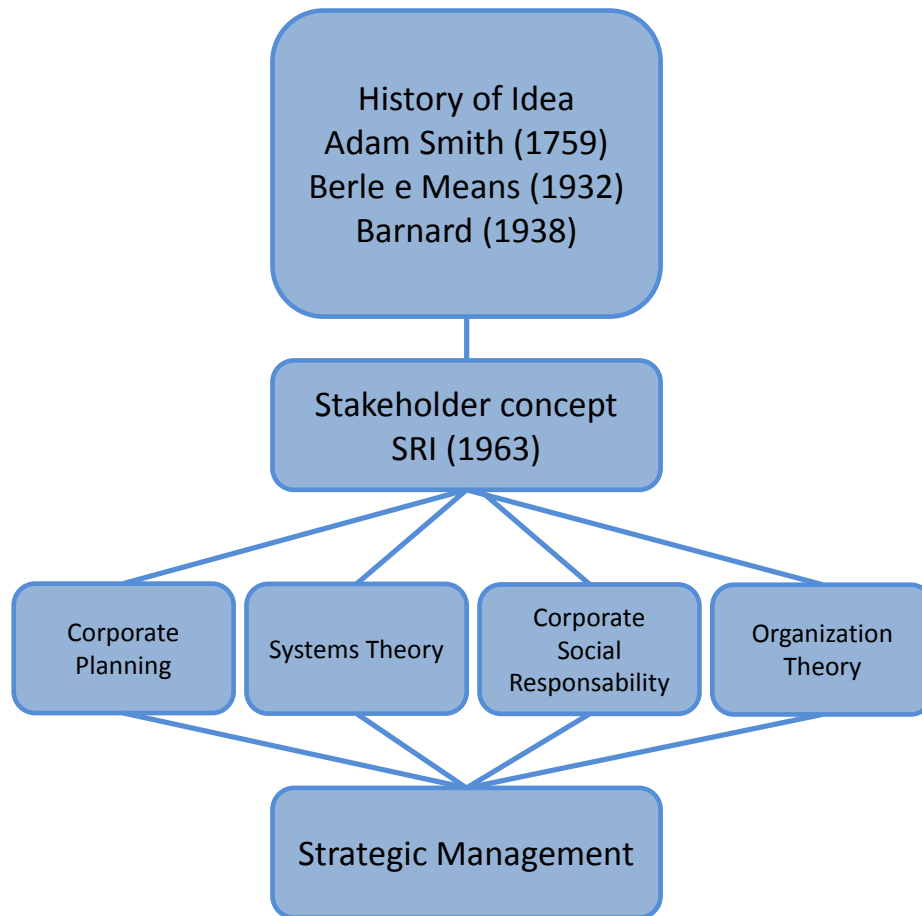 History of Idea
Adam Smith (1759)
Berle e Means (1932)
Barnard (1938)
Stakeholder concept
SRI (1963)
Corporate
Planning
Systems Theory
Corporate
Social
Responsability
Organization
Theory
Strategic Management